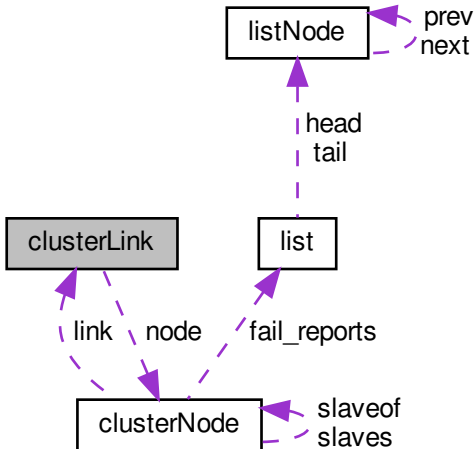 listNode
prev
next
head
tail
clusterLink
list
link
node
fail_reports
clusterNode
slaveof
slaves